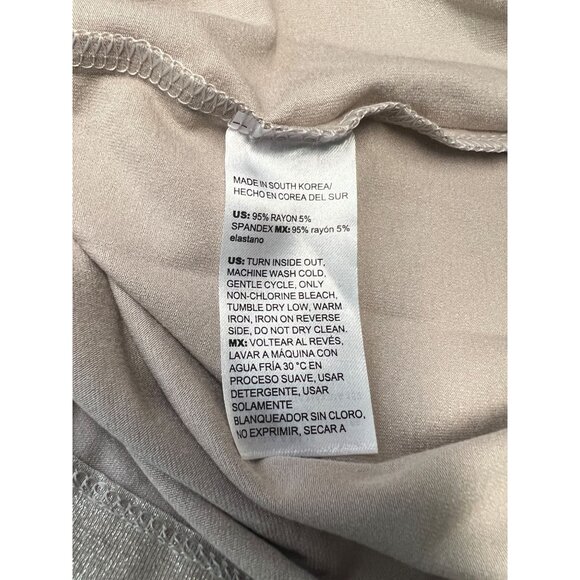 MADE IN SOUTH KOREA/
HECHO EN COREA DEL SUR
US: 95% RAYON 5%
SPANDEX MX: 95% rayón 5%
elastano
US: TURN INSIDE OUT,
MACHINE WASH COLD,
GENTLE CYCLE, ONLY
NON-CHLORINE BLEACH,
TUMBLE DRY LOW, WARM
IRON, IRON ON REVERSE
SIDE, DO NOT DRY CLEAN.
MX: VOLTEAR AL REVÉS,
LAVAR A MÁQUINA CON
AGUA FRÍA 30 °C EN
PROCESO SUAVE, USAR
DETERGENTE, USAR
SOLAMENTE
BLANQUEADOR SIN CLORO,
NO EXPRIMIR, SECAR A